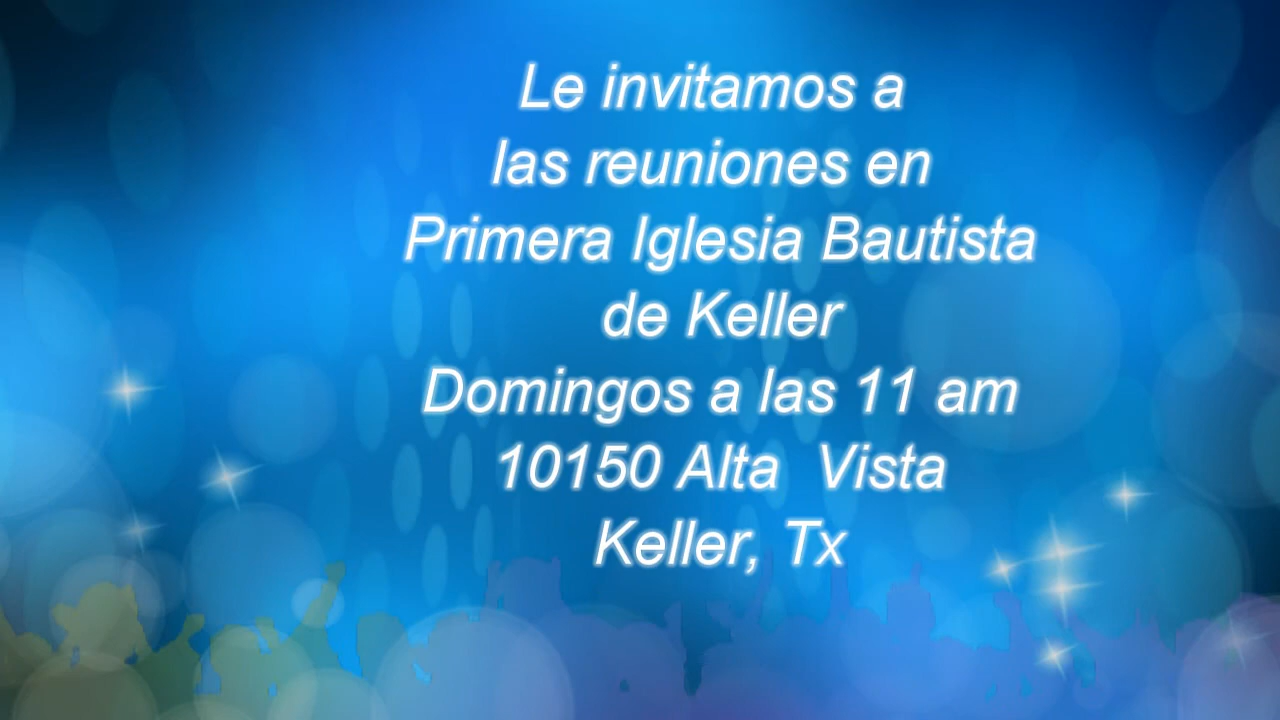 Le invitamos a
las reuniones en
Primera Iglesia Bautista
de Keller
Domingos a las 11 am
10150 Alta  Vista
Keller, Tx